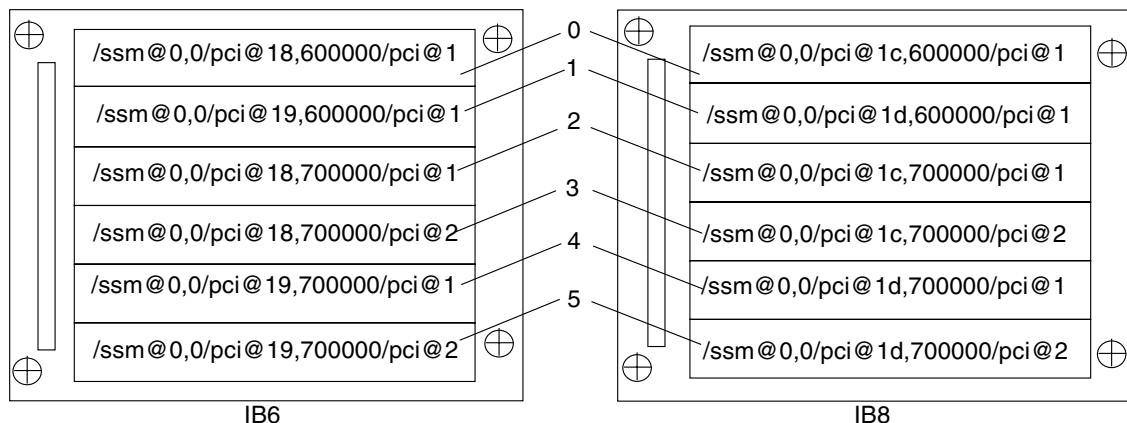 /ssm@0,0/pci@18,600000/pci@1
0
/ssm@0,0/pci@1c,600000/pci@1
/ssm@0,0/pci@19,600000/pci@1
1
/ssm@0,0/pci@1d,600000/pci@1
/ssm@0,0/pci@18,700000/pci@1
2
/ssm@0,0/pci@1c,700000/pci@1
/ssm@0,0/pci@18,700000/pci@2
3
/ssm@0,0/pci@1c,700000/pci@2
/ssm@0,0/pci@19,700000/pci@1
4
/ssm@0,0/pci@1d,700000/pci@1
/ssm@0,0/pci@19,700000/pci@2
5
/ssm@0,0/pci@1d,700000/pci@2
IB6
IB8